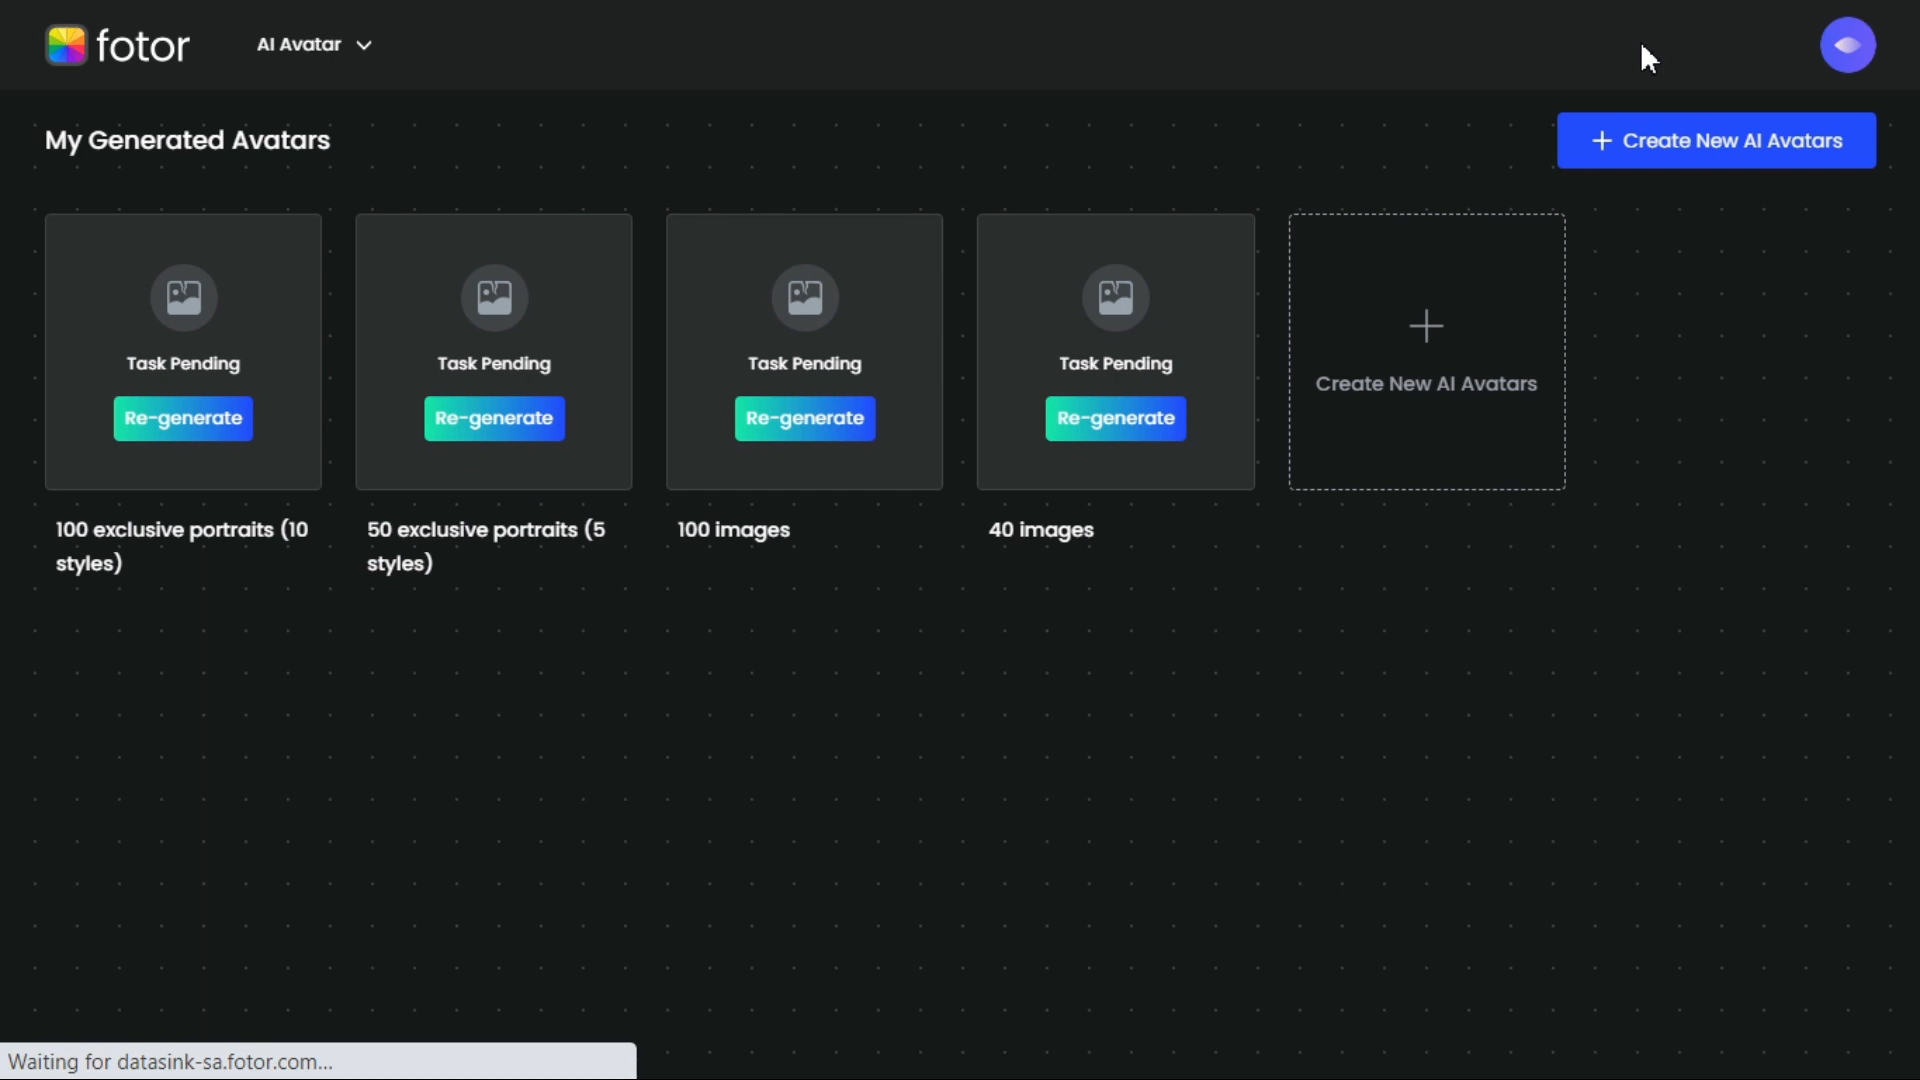 fotor
AI Avatar
My Generated Avatars
Create New AI Avatars
Task Pending
Re-generate
100 exclusive portraits (10
styles)
Task Pending
Re-generate
50 exclusive portraits (5
styles)
Task Pending
Re-generate
100 images
Task Pending
Re-generate
40 images
Create New AI Avatars
Waiting for datasink-sa.fotor.com...